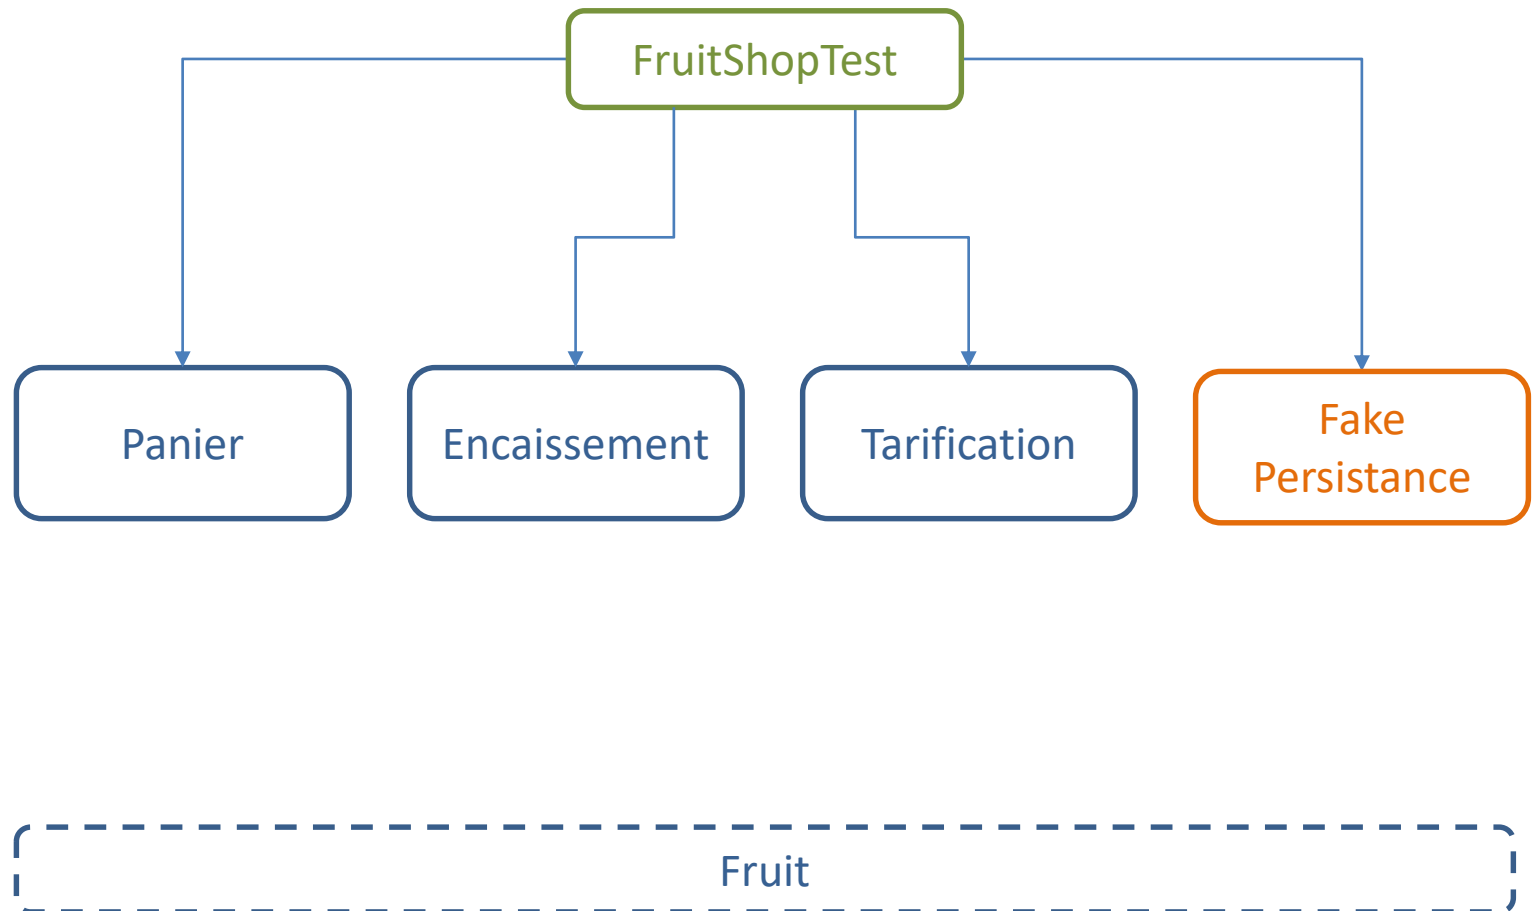 FruitShopTest
Panier
Encaissement
Tarification
Fake
Persistance
Fruit